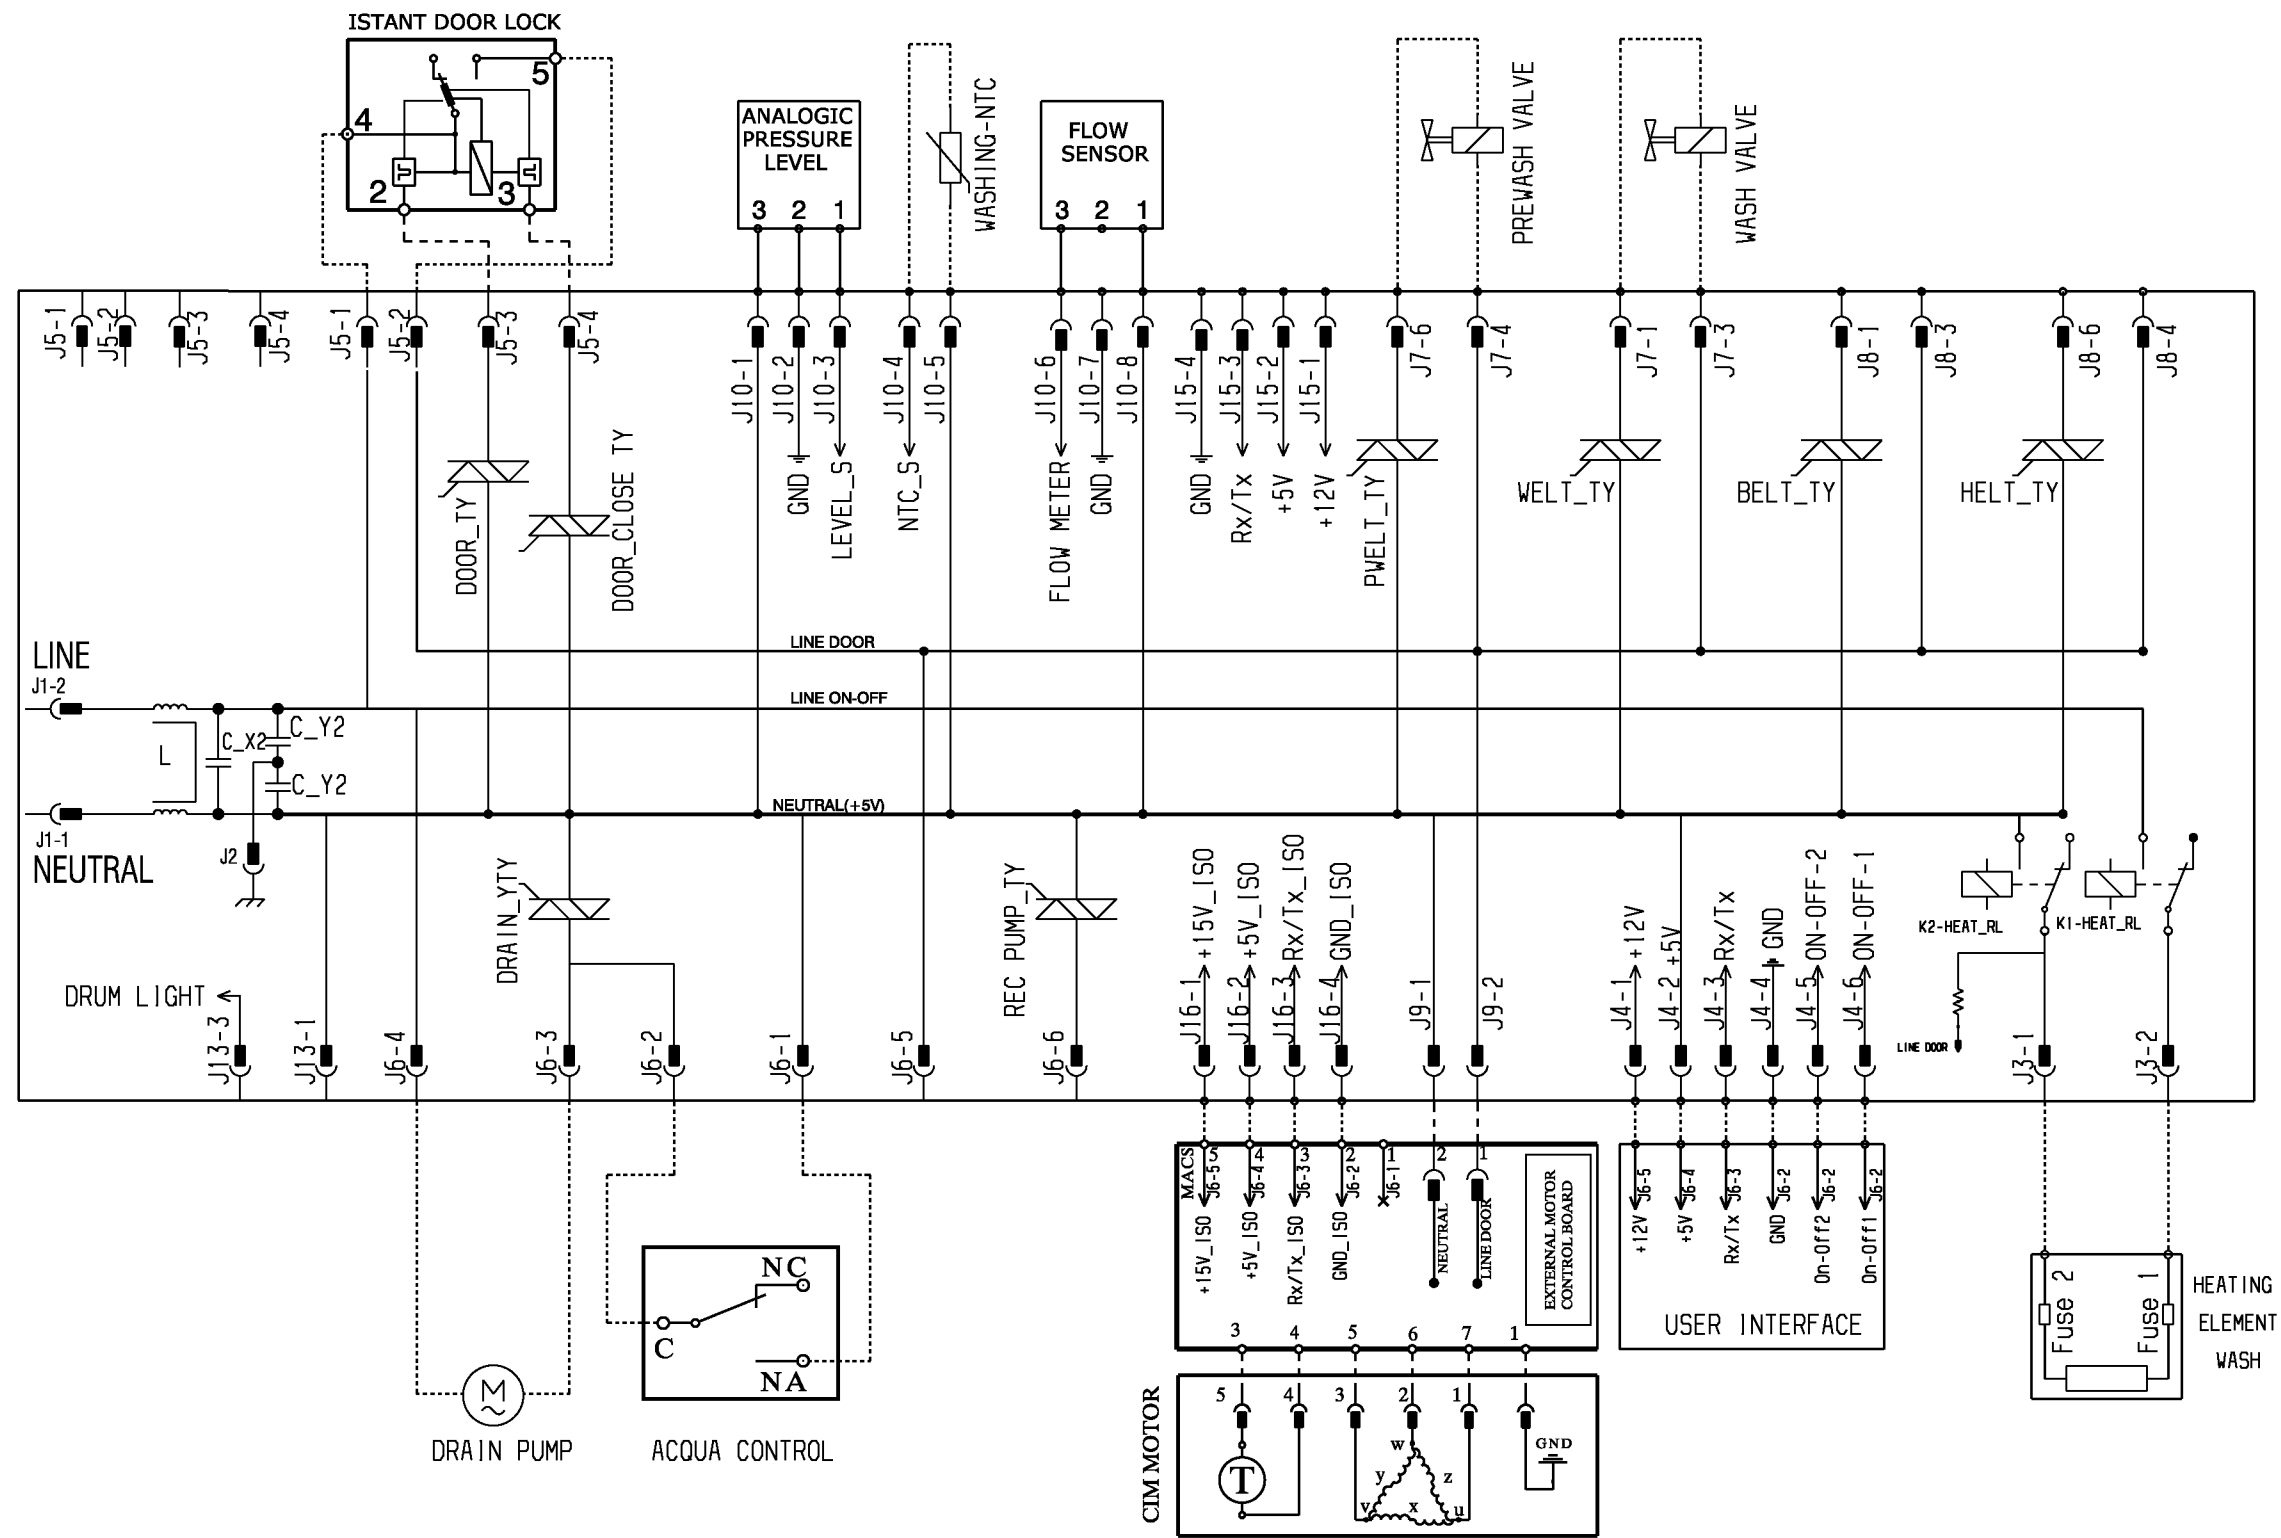 ISTANT DOOR LOCK
5
4
2
3
ANALOGIC
PRESSURE
LEVEL
3 2 1
WASHING-NTC
FLOW
SENSOR
3 2 1
PREWASH VALVE
WASH VALVE
J5-1
J5-2
J5-3
J5-4
J5-1
J5-2
J5-3
J5-4
J10-1
J10-2
J10-3
J10-4
J10-5
J10-6
J10-7
J10-8
J15-4
J15-3
J15-2
J15-1
J7-6
J7-4
J7-1
J7-3
J8-1
J8-3
J8-6
J8-4
DOOR_TY
DOOR_CLOSE TY
GND
LEVEL_S
NTC_S
FLOW METER
GND
GND
Rx/Tx
+5V
+12V
PWELT_TY
WELT_TY
BELT_TY
HELT_TY
LINE DOOR
LINE
J1-2
LINE ON-OFF
L
C_X2
C_Y2
C_Y2
NEUTRAL(+5V)
J1-1
NEUTRAL
J2
DRAIN_YTY
REC PUMP_TY
+15V_ISO
+5V_ISO
Rx/Tx_ISO
GND_ISO
+12V
+5V
Rx/Tx
GND
ON-OFF-2
ON-OFF-1
K2-HEAT_RL
K1-HEAT_RL
LINE DOOR
DRUM LIGHT
J13-3
J13-1
J6-4
J6-3
J6-2
J6-1
J6-5
J6-6
J16-1
J16-2
J16-3
J16-4
J9-1
J9-2
J4-1
J4-2
J4-3
J4-4
J4-5
J4-6
J3-1
J3-2
MACS
5 4 3 2 1 2 1
J6-5
J6-4
J6-3
J6-2
J6-1
+15V_ISO
+5V_ISO
Rx/Tx_ISO
GND_ISO
NEUTRAL
LINE DOOR
EXTERNAL MOTOR
CONTROL BOARD
3 4 5 6 7 1
J6-5
J6-4
J6-3
J6-2
J6-2
J6-2
+12V
+5V
Rx/Tx
GND
On-Off2
On-Off1
USER INTERFACE
Fuse 2
Fuse 1
HEATING
ELEMENT
WASH
NC
C
NA
M
DRAIN PUMP
ACQUA CONTROL
CIM MOTOR
5 4 3 2 1
T
w
y
z
v
x
u
GND